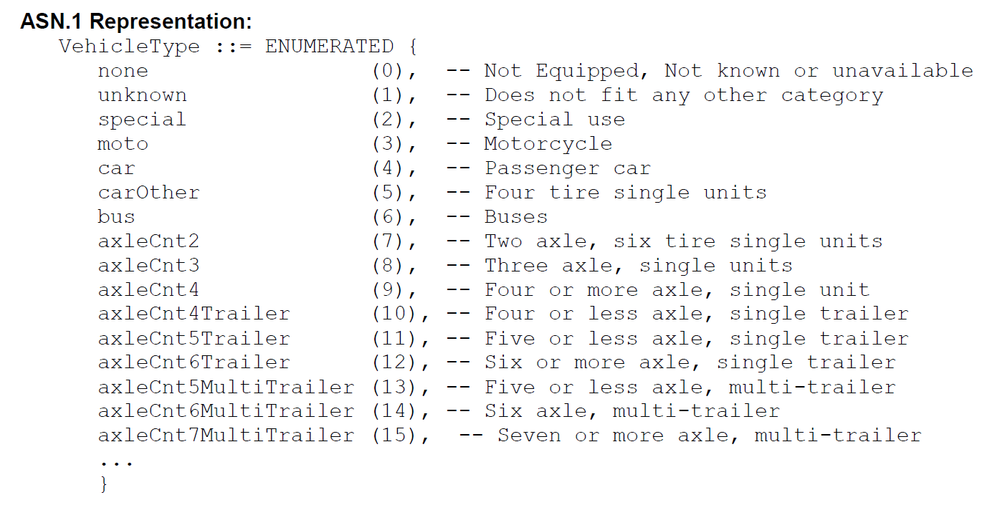 ASN.1 Representation:
VehicleType ::= ENUMERATED {
none (0), -- Not Equipped, Not known or unavailable
unknown (1), -- Does not fit any other category
special (2), -- Special use
moto (3), -- Motorcycle
car (4), -- Passenger car
carOther (5), -- Four tire single units
bus (6), -- Buses
axleCnt2 (7), -- Two axle, six tire single units
axleCnt3 (8), -- Three axle, single units
axleCnt4 (9), -- Four or more axle, single unit
axleCnt4Trailer (10), -- Four or less axle, single trailer
axleCnt5Trailer (11), -- Five or less axle, single trailer
axleCnt6Trailer (12), -- Six or more axle, single trailer
axleCnt5MultiTrailer (13), -- Five or less axle, multi-trailer
axleCnt6MultiTrailer (14), -- Six axle, multi-trailer
axleCnt7MultiTrailer (15), -- Seven or more axle, multi-trailer
...
}